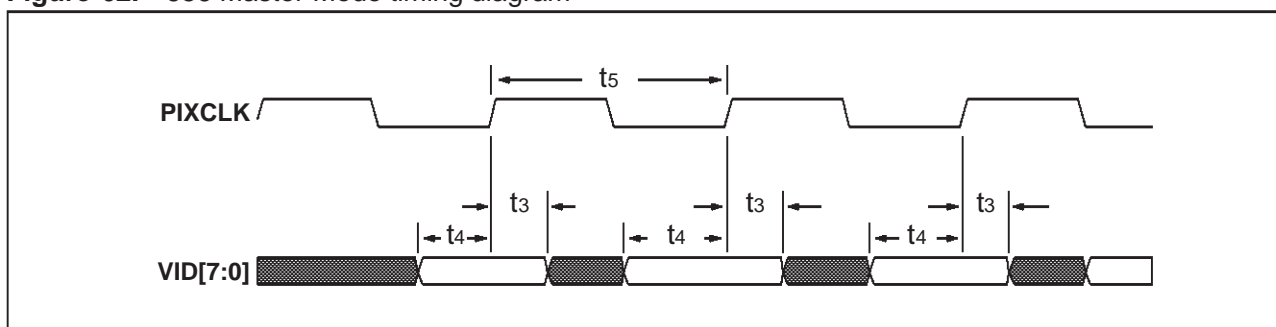 t5
PIXCLK
t3 t3 t3
t4 t4 t4
VID[7:0]